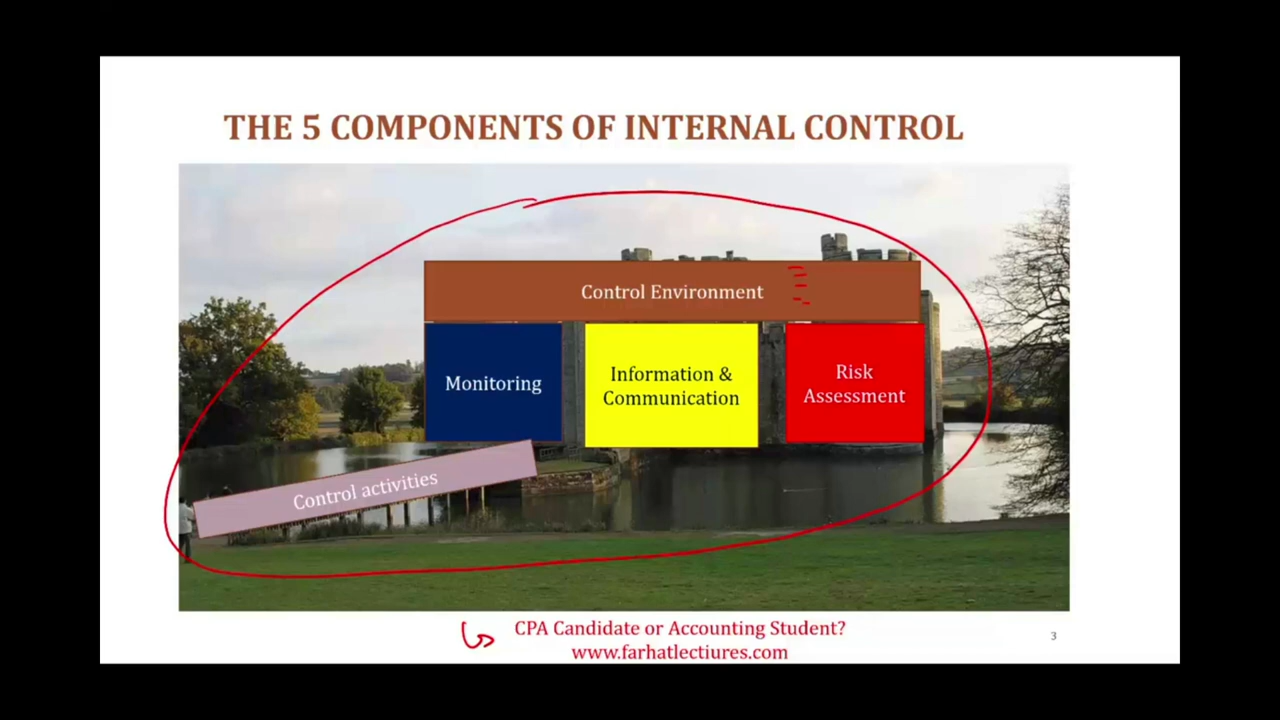 THE 5 COMPONENTS OF INTERNAL CONTROL
Control Environment
Monitoring
Information &
Communication
Risk
Assessment
Control activities
CPA Candidate or Accounting Student?
www.farhatlectiures.com
3